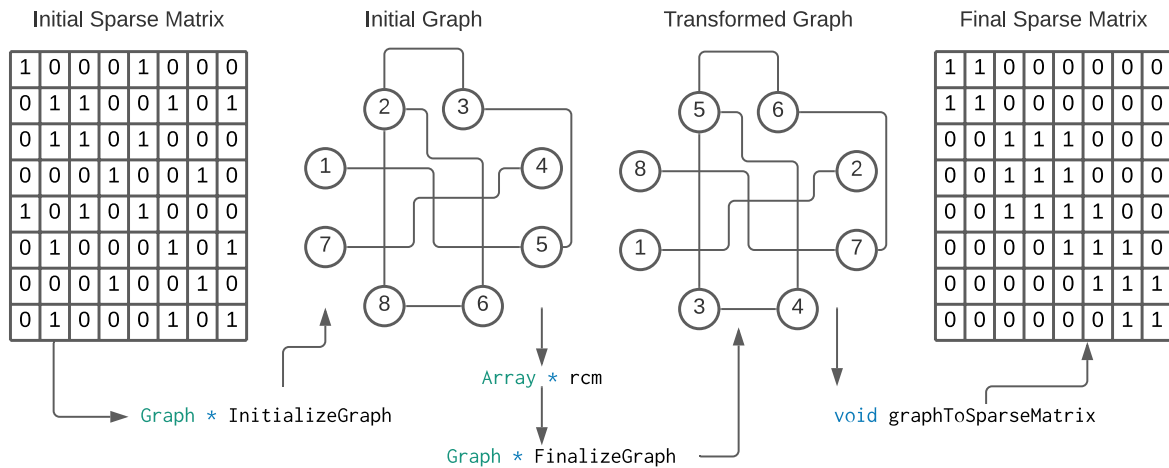 Initial Sparse Matrix
Initial Graph
Transformed Graph
Final Sparse Matrix
1 0 0 0 1 0 0 0
0 1 1 0 0 1 0 1
0 1 1 0 1 0 0 0
0 0 0 1 0 0 1 0
1 0 1 0 1 0 0 0
0 1 0 0 0 1 0 1
0 0 0 1 0 0 1 0
0 1 0 0 0 1 0 1
2 3
1 4
7 5
8 6
5 6
8 2
1 7
3 4
1 1 0 0 0 0 0 0
1 1 0 0 0 0 0 0
0 0 1 1 1 0 0 0
0 0 1 1 1 0 0 0
0 0 1 1 1 1 0 0
0 0 0 0 1 1 1 0
0 0 0 0 0 1 1 1
0 0 0 0 0 0 1 1
Array * rcm
Graph * InitializeGraph
void graphToSparseMatrix
Graph * FinalizeGraph